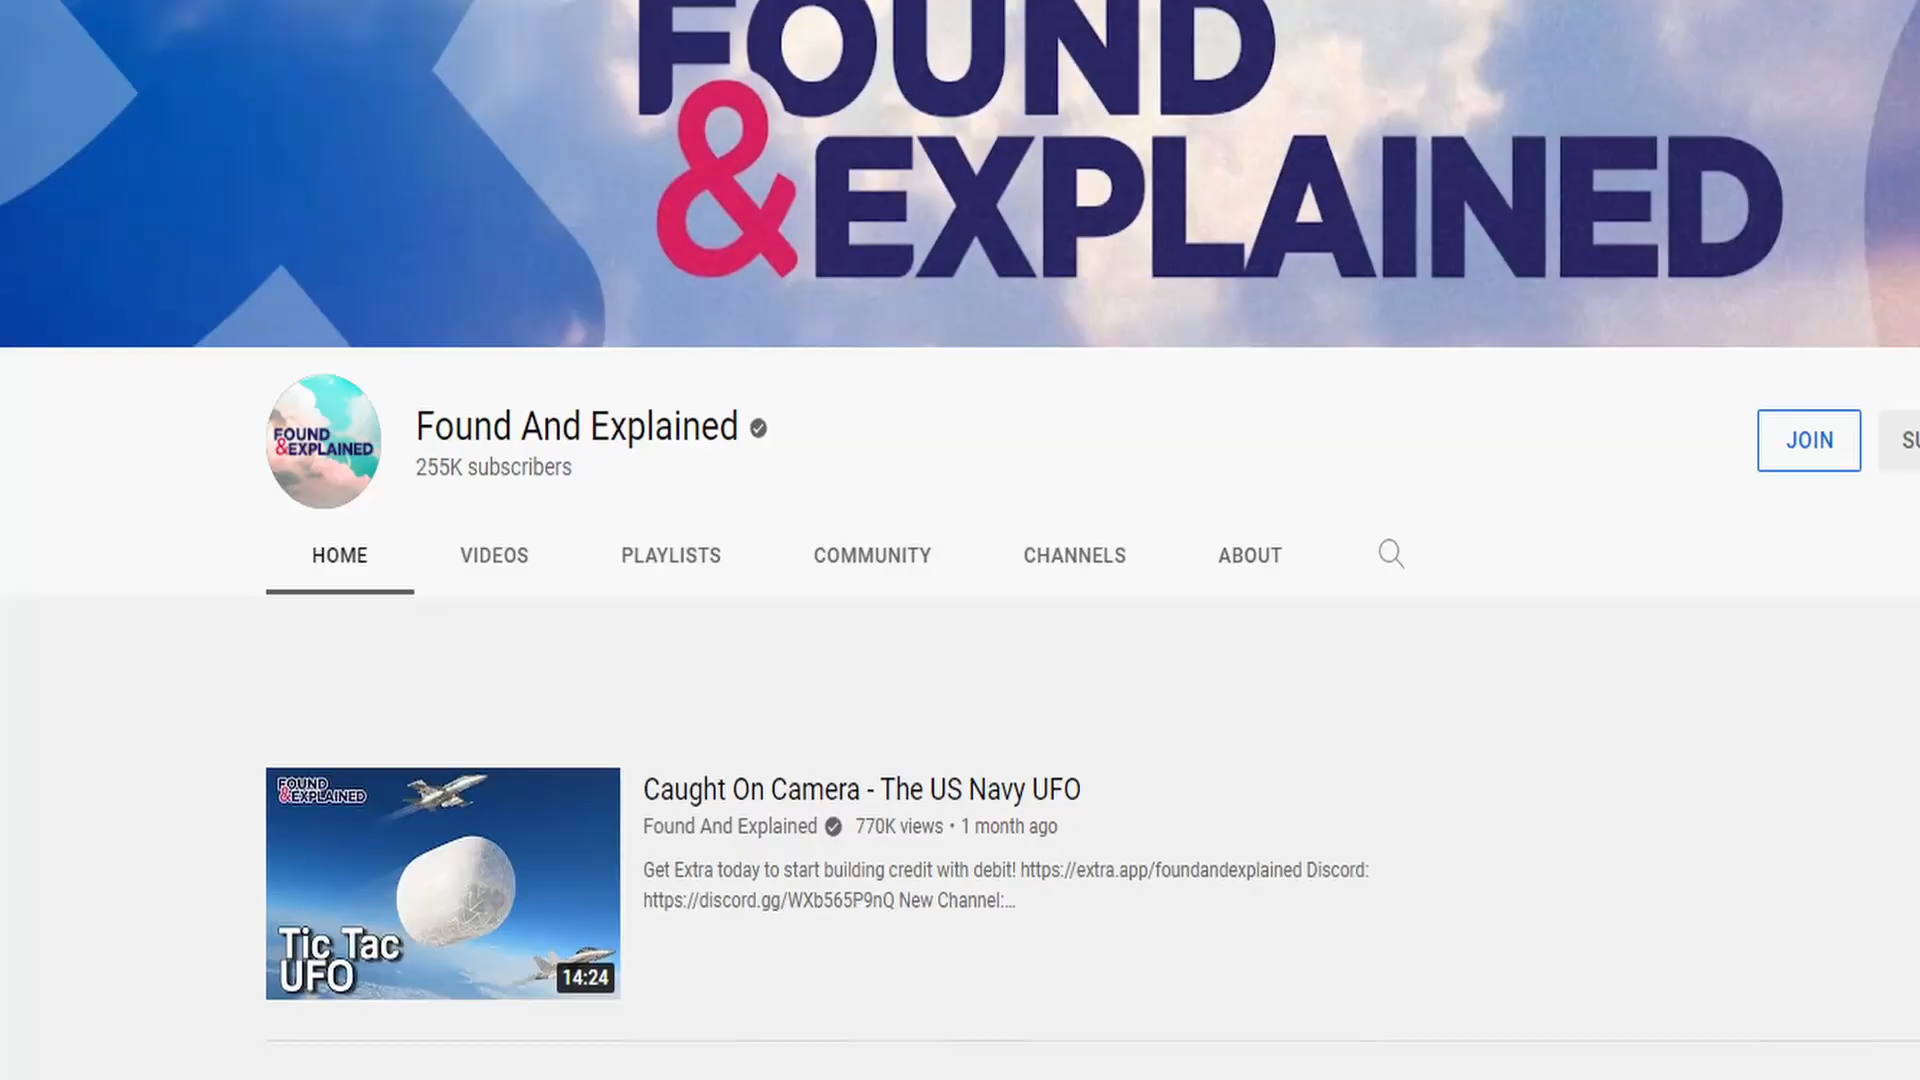 FOUND
&EXPLAINED
FOUND
&EXPLAINED
Found And Explained
255K subscribers
JOIN
SU
HOME
VIDEOS
PLAYLISTS
COMMUNITY
CHANNELS
ABOUT
FOUND
&EXPLAINED
Tic Tac
UFO
14:24
Caught On Camera - The US Navy UFO
Found And Explained 770K views • 1 month ago
Get Extra today to start building credit with debit! https://extra.app/foundandexplained Discord:
https://discord.gg/WXb565P9nQ New Channel:...